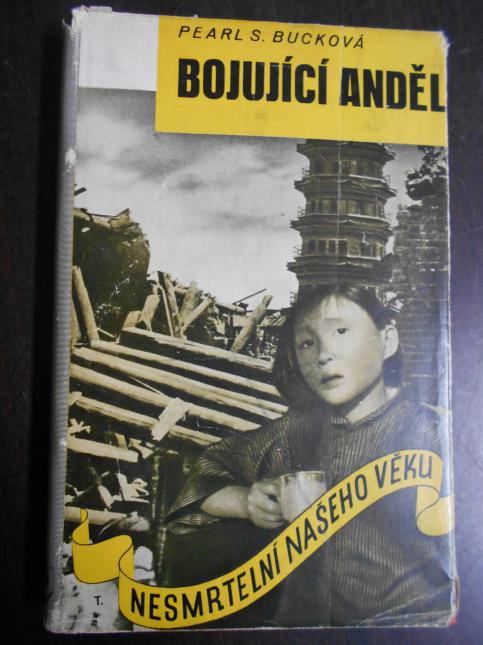 PEARL S. BUCKOVÁ
BOJUJÍCÍ ANDĚL
NESMRTELNÍ NAŠEHO VĚKU
T.